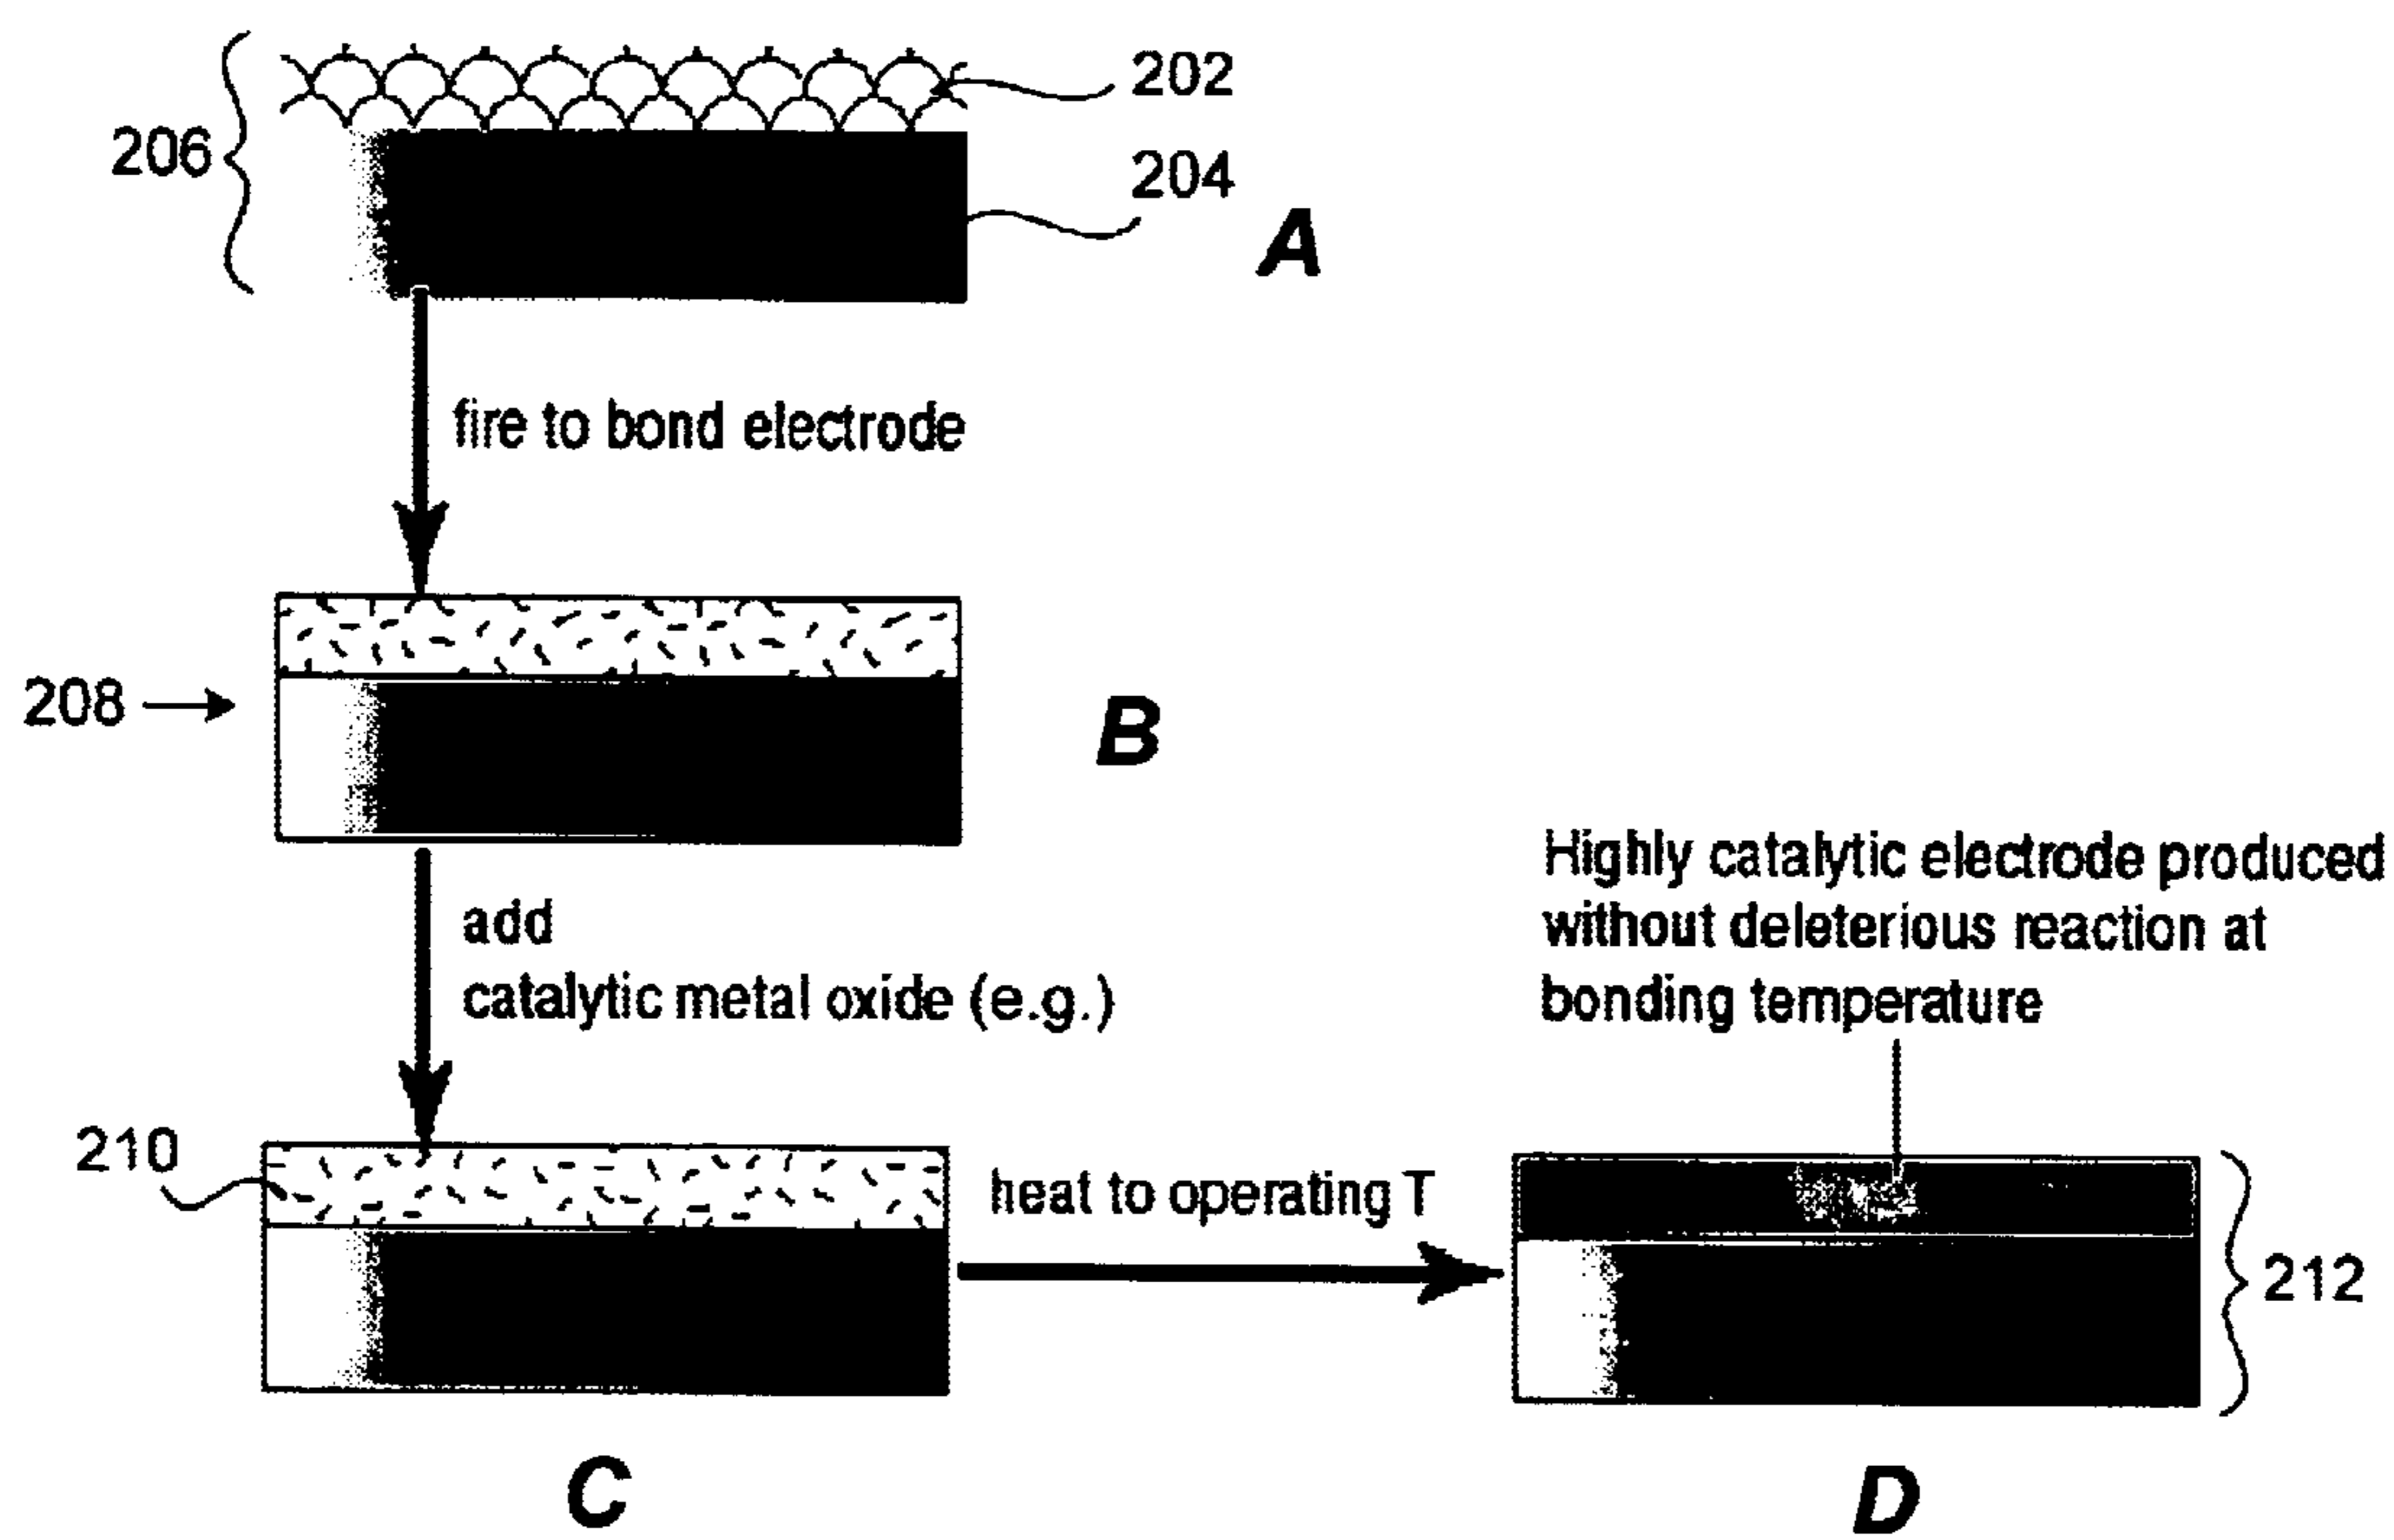 202
206
204
A
fire to bond electrode
208
B
add
catalytic metal oxide (e.g.)
Highly catalytic electrode produced
without deleterious reaction at
bonding temperature
210
heat to operating T
212
C
D